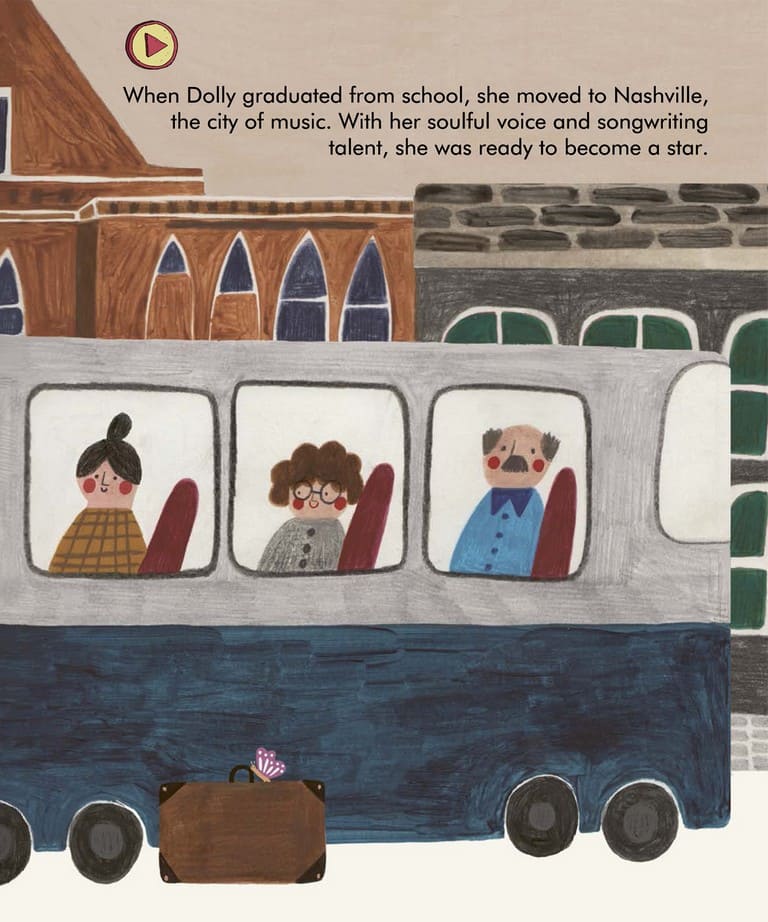 When Dolly graduated from school, she moved to Nashville,
the city of music. With her soulful voice and songwriting
talent, she was ready to become a star.